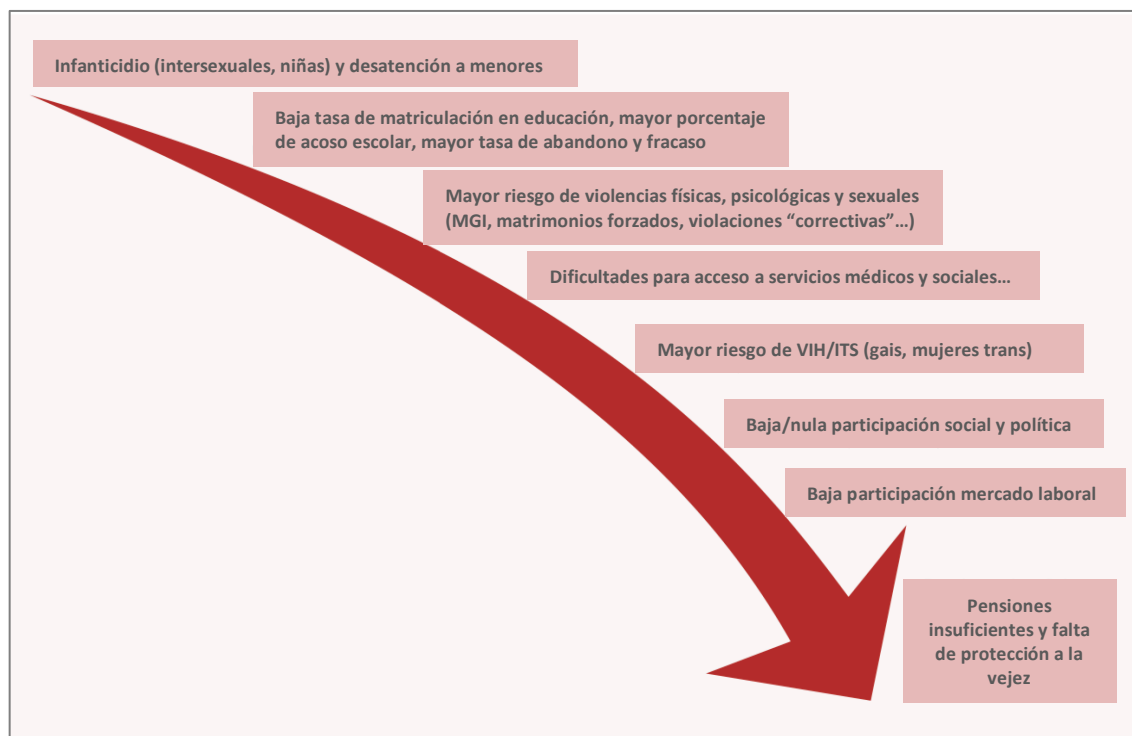 Infanticidio (intersexuales, niñas) y desatención a menores
Baja tasa de matriculación en educación, mayor porcentaje
de acoso escolar, mayor tasa de abandono y fracaso
Mayor riesgo de violencias físicas, psicológicas y sexuales
(MGI, matrimonios forzados, violaciones “correctivas”…)
Dificultades para acceso a servicios médicos y sociales…
Mayor riesgo de VIH/ITS (gais, mujeres trans)
Baja/nula participación social y política
Baja participación mercado laboral
Pensiones
insuficientes y falta
de protección a la
vejez